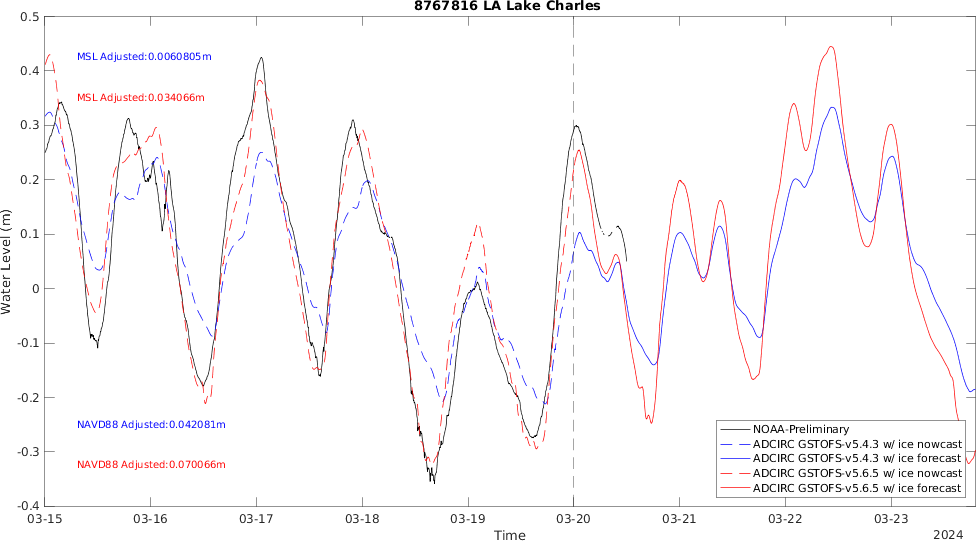 8767816 LA Lake Charles
0.5
0.4
0.3
0.2
0.1
0
-0.1
-0.2
-0.3
-0.4
Water Level (m)
MSL Adjusted:0.0060805m
MSL Adjusted:0.034066m
NAVD88 Adjusted:0.042081m
NAVD88 Adjusted:0.070066m
NOAA-Preliminary
ADCIRC GSTOFS-v5.4.3 w/ ice nowcast
ADCIRC GSTOFS-v5.4.3 w/ ice forecast
ADCIRC GSTOFS-v5.6.5 w/ ice nowcast
ADCIRC GSTOFS-v5.6.5 w/ ice forecast
03-15 03-16 03-17 03-18 03-19 03-20 03-21 03-22 03-23
Time
2024